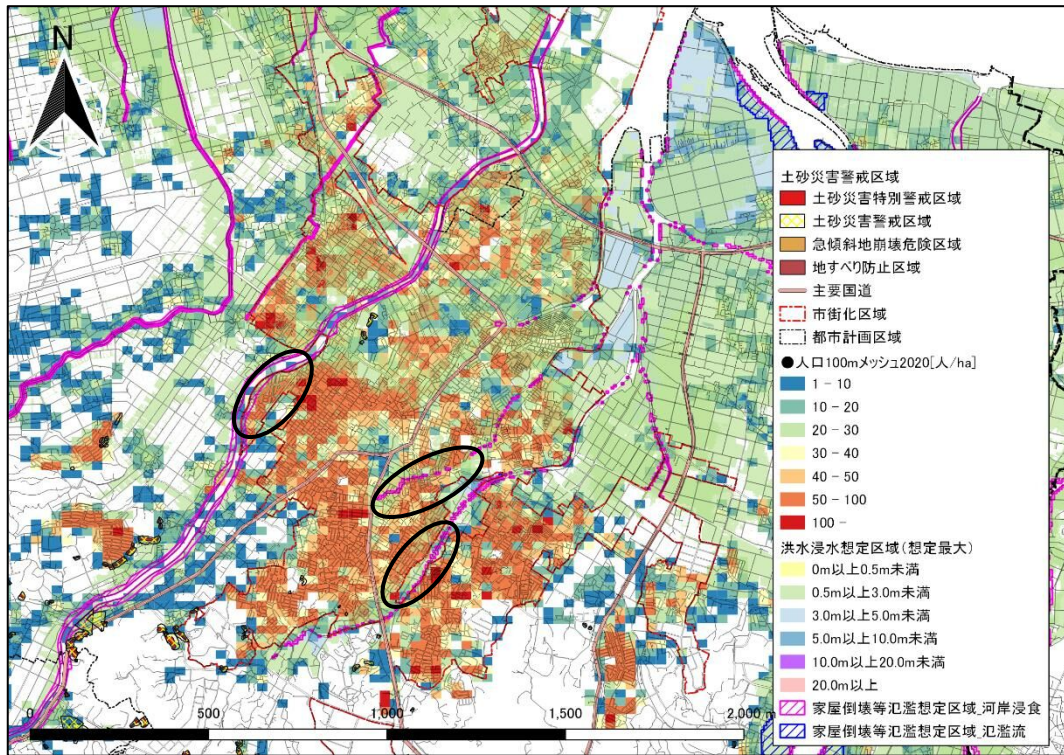 N
土砂災害警戒区域
土砂災害特別警戒区域
土砂災害警戒区域
急傾斜地崩壊危険区域
地すべり防止区域
主要国道
市街化区域
都市計画区域
●人口100mメッシュ2020[人/ha]
1 - 10
10 - 20
20 - 30
30 - 40
40 - 50
50 - 100
100 -
洪水浸水想定区域(想定最大)
0m以上0.5m未満
0.5m以上3.0m未満
3.0m以上5.0m未満
5.0m以上10.0m未満
10.0m以上20.0m未満
20.0m以上
家屋倒壊等氾濫想定区域_河岸浸食
家屋倒壊等氾濫想定区域_氾濫流
0 500 1,000 1,500 2,000 m